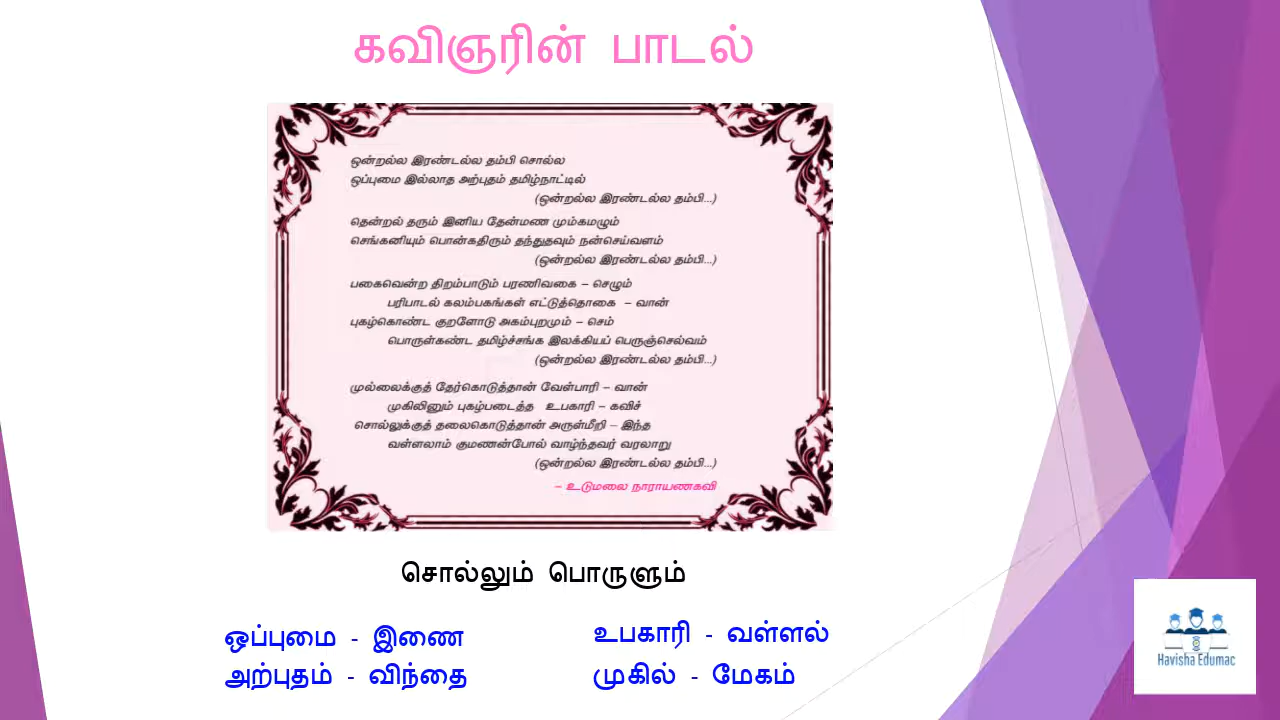 கவிஞரின் பாடல்
ஒன்றல்ல இரண்டல்ல தம்பி சொல்ல
ஒப்புமை இல்லாத அற்புதம் தமிழ்நாட்டில்
(ஒன்றல்ல இரண்டல்ல தம்பி...)
தென்றல் தரும் இனிய தேன்மண மும்கமழும்
செங்கனியும் பொன்கதிரும் தந்துதவும் நன்செய்வளம்
(ஒன்றல்ல இரண்டல்ல தம்பி...)
பகைவென்ற திறம்பாடும் பரணிவகை – செழும்
பரிபாடல் கலம்பகங்கள் எட்டுத்தொகை – வான்
புகழ்கொண்ட குறளோடு அகம்புறமும் – செம்
பொருள்கண்ட தமிழ்ச்சங்க இலக்கியப் பெருஞ்செல்வம்
(ஒன்றல்ல இரண்டல்ல தம்பி...)
முல்லைக்குத் தேர்கொடுத்தான் வேள்பாரி – வான்
முகிலினும் புகழ்படைத்த உபகாரி – கவிச்
சொல்லுக்குத் தலைகொடுத்தான் அருள்மீறி – இந்த
வள்ளலாம் குமணன்போல் வாழ்ந்தவர் வரலாறு
(ஒன்றல்ல இரண்டல்ல தம்பி...)
– உடுமலை நாராயணகவி
சொல்லும் பொருளும்
ஒப்புமை - இணை
அற்புதம் - விந்தை
உபகாரி - வள்ளல்
முகில் - மேகம்
Havisha Edumac